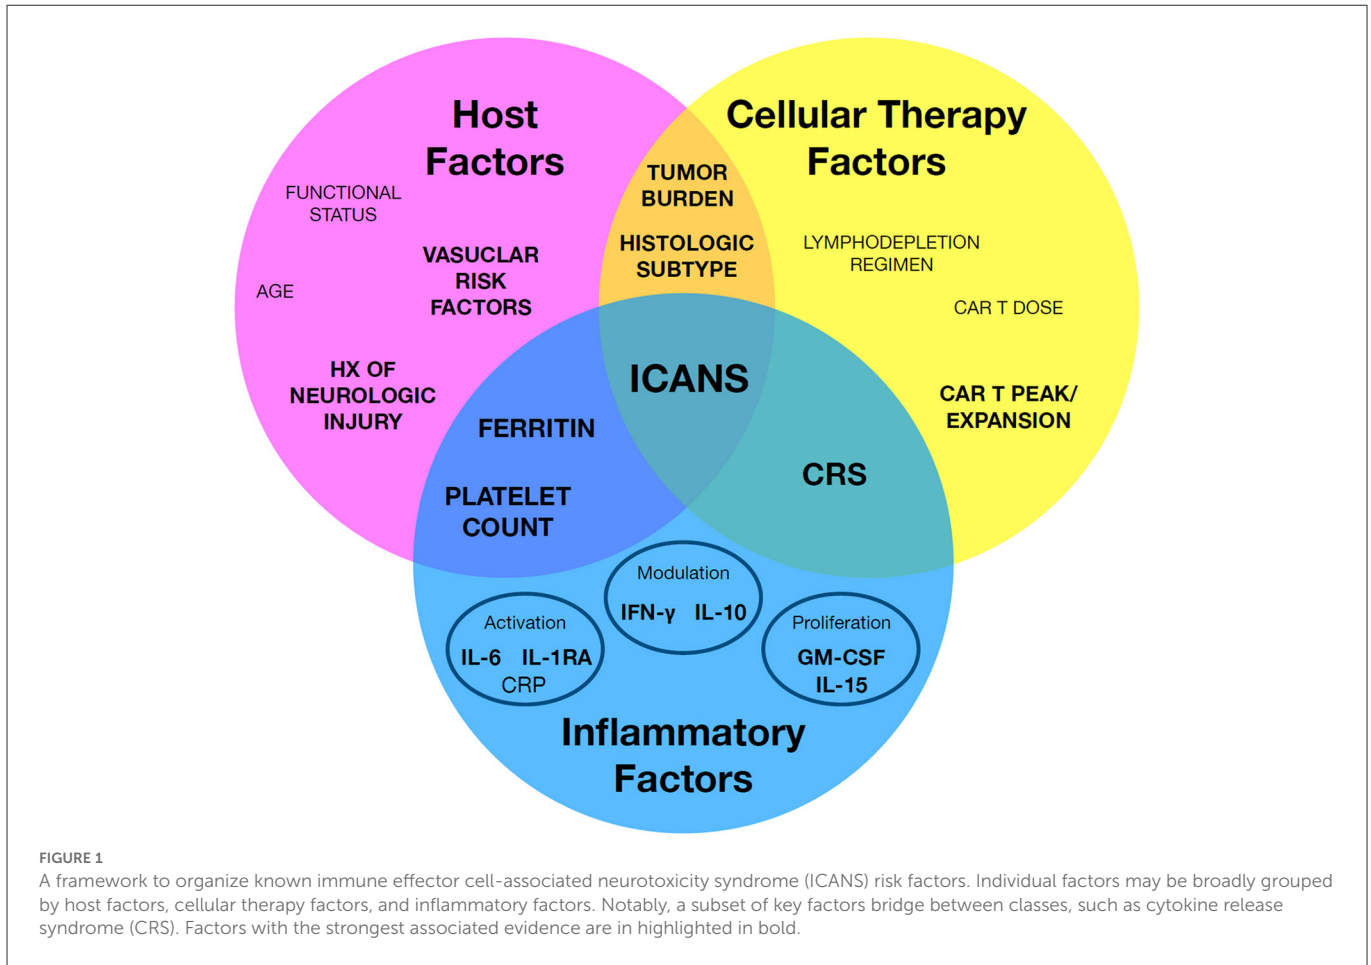 Host
Factors
Cellular Therapy
Factors
FUNCTIONAL
STATUS
AGE
VASUCLAR
RISK
FACTORS
HX OF
NEUROLOGIC
INJURY
TUMOR
BURDEN
HISTOLOGIC
SUBTYPE
LYMPHODEPLETION
REGIMEN
CAR T DOSE
CAR T PEAK/
EXPANSION
ICANS
FERRITIN
PLATELET
COUNT
CRS
Modulation
IFN-γ IL-10
Activation
IL-6 IL-1RA
CRP
Proliferation
GM-CSF
IL-15
Inflammatory
Factors
FIGURE 1
A framework to organize known immune effector cell-associated neurotoxicity syndrome (ICANS) risk factors. Individual factors may be broadly grouped
by host factors, cellular therapy factors, and inflammatory factors. Notably, a subset of key factors bridge between classes, such as cytokine release
syndrome (CRS). Factors with the strongest associated evidence are in highlighted in bold.